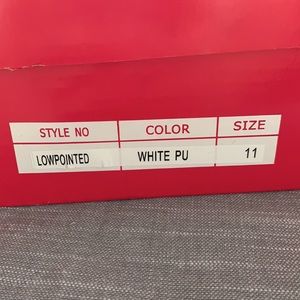 STYLE NO COLOR SIZE
LOWPOINTED WHITE PU 11